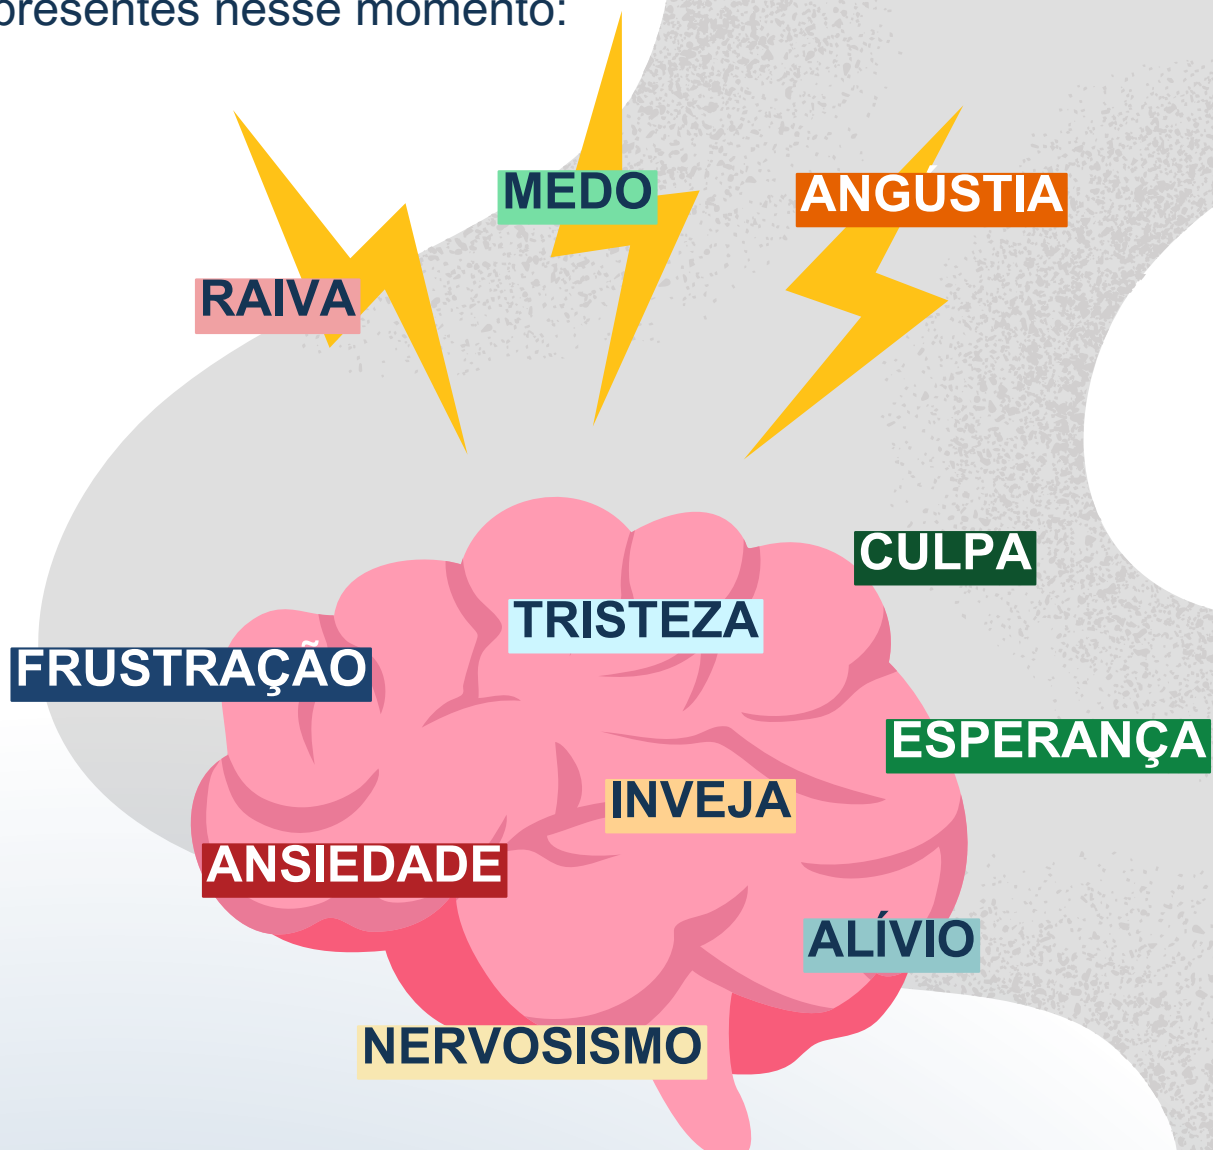 presentes nesse momento:
MEDO
ANGÚSTIA
RAIVA
CULPA
TRISTEZA
FRUSTRAÇÃO
ESPERANÇA
INVEJA
ANSIEDADE
ALÍVIO
NERVOSISMO